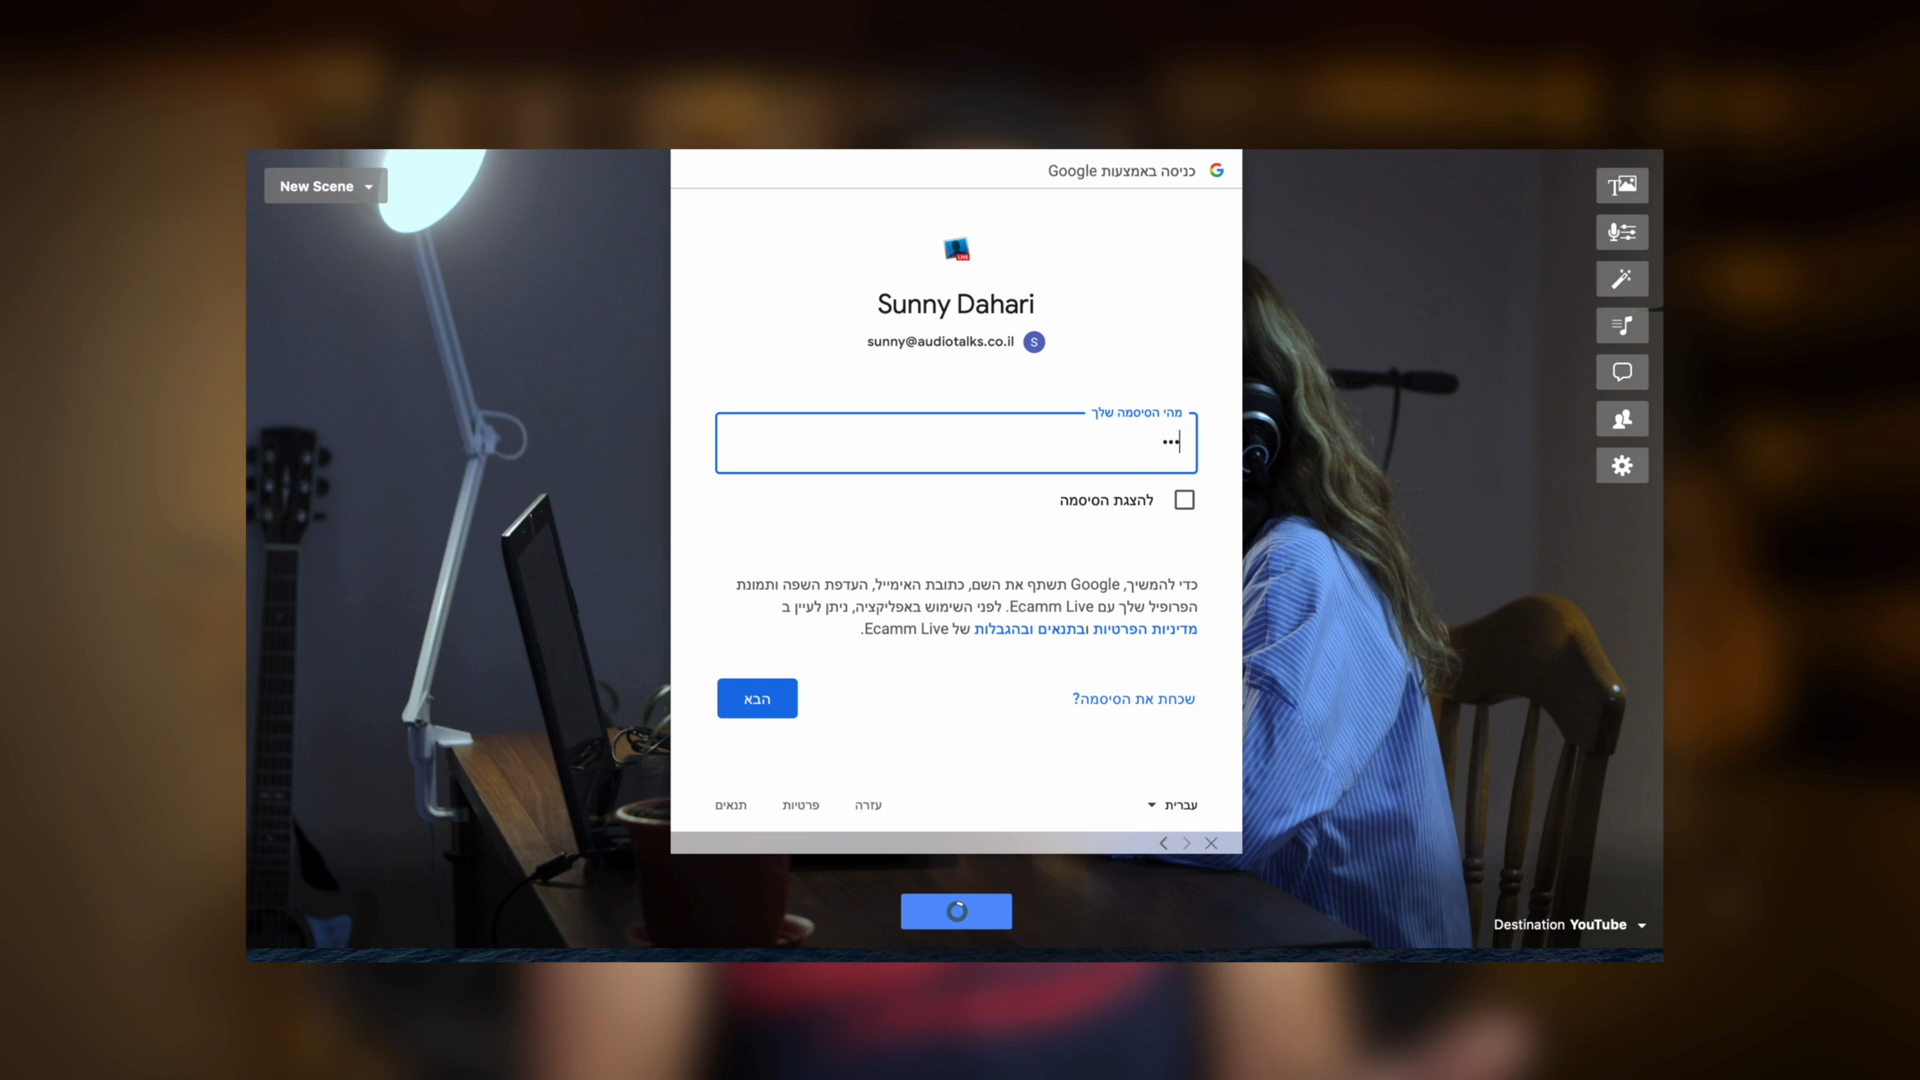 New Scene
כניסה באמצעות Google
Sunny Dahari
sunny@audiotalks.co.il S
מהי הסיסמה שלך
להצגת הסיסמה
כדי להמשיך, Google תשתף את השם, כתובת האימייל, העדפת השפה ותמונת
הפרופיל שלך עם Ecamm Live. לפני השימוש באפליקציה, ניתן לעיין ב
מדיניות הפרטיות ובתנאים ובהגבלות של Ecamm Live.
שכחת את הסיסמה?
הבא
עברית
עזרה
פרטיות
תנאים
Destination YouTube